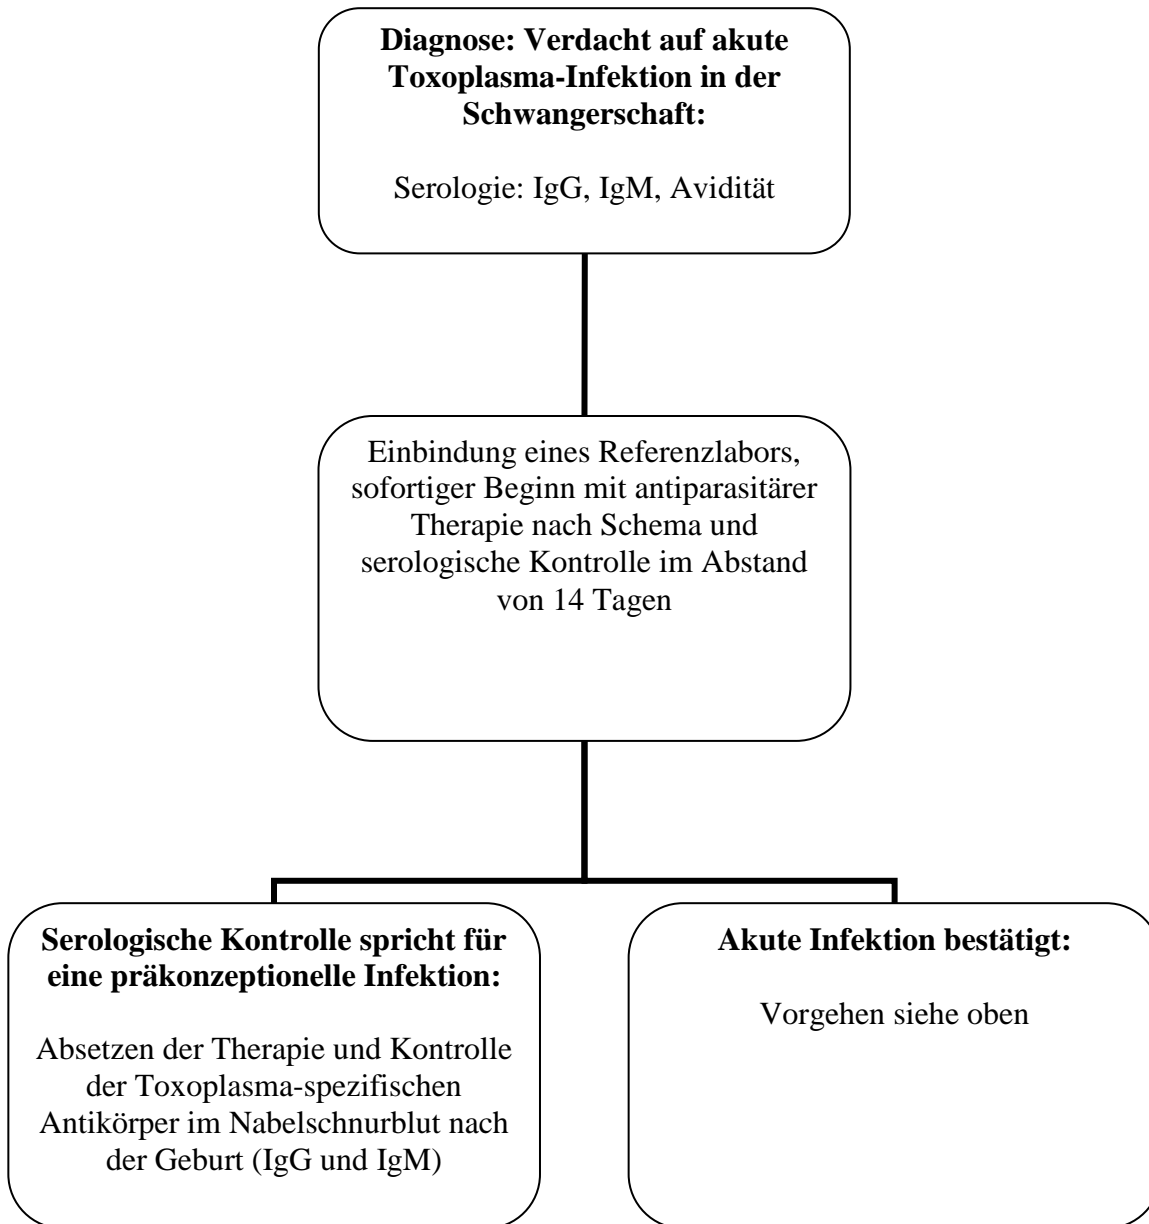 Diagnose: Verdacht auf akute
Toxoplasma-Infektion in der
Schwangerschaft:
Serologie: IgG, IgM, Avidität
Einbindung eines Referenzlabors,
sofortiger Beginn mit antiparasitärer
Therapie nach Schema und
serologische Kontrolle im Abstand
von 14 Tagen
Serologische Kontrolle spricht für
eine präkonzeptionelle Infektion:
Absetzen der Therapie und Kontrolle
der Toxoplasma-spezifischen
Antikörper im Nabelschnurblut nach
der Geburt (IgG und IgM)
Akute Infektion bestätigt:
Vorgehen siehe oben